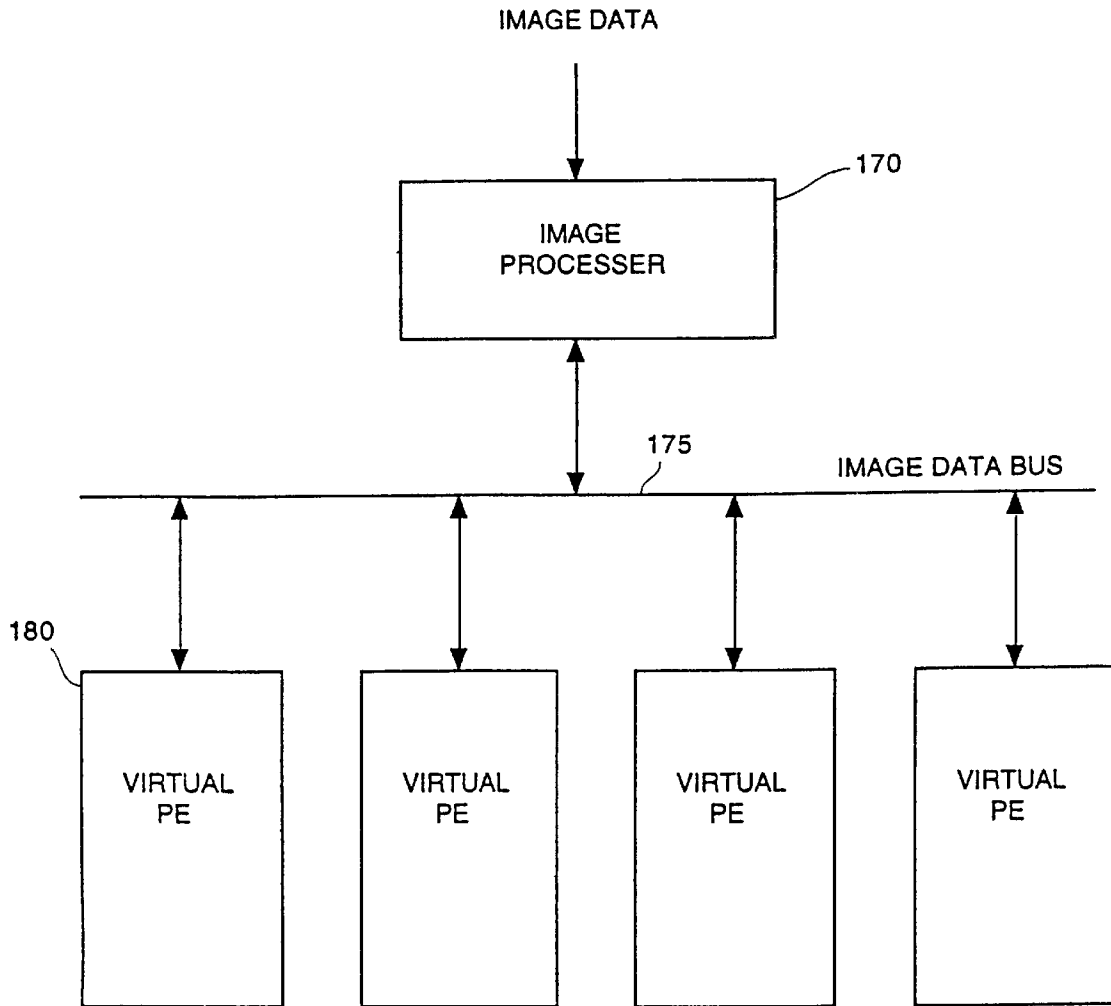 IMAGE DATA
170
IMAGE
PROCESSER
175
IMAGE DATA BUS
180
VIRTUAL
PE
VIRTUAL
PE
VIRTUAL
PE
VIRTUAL
PE